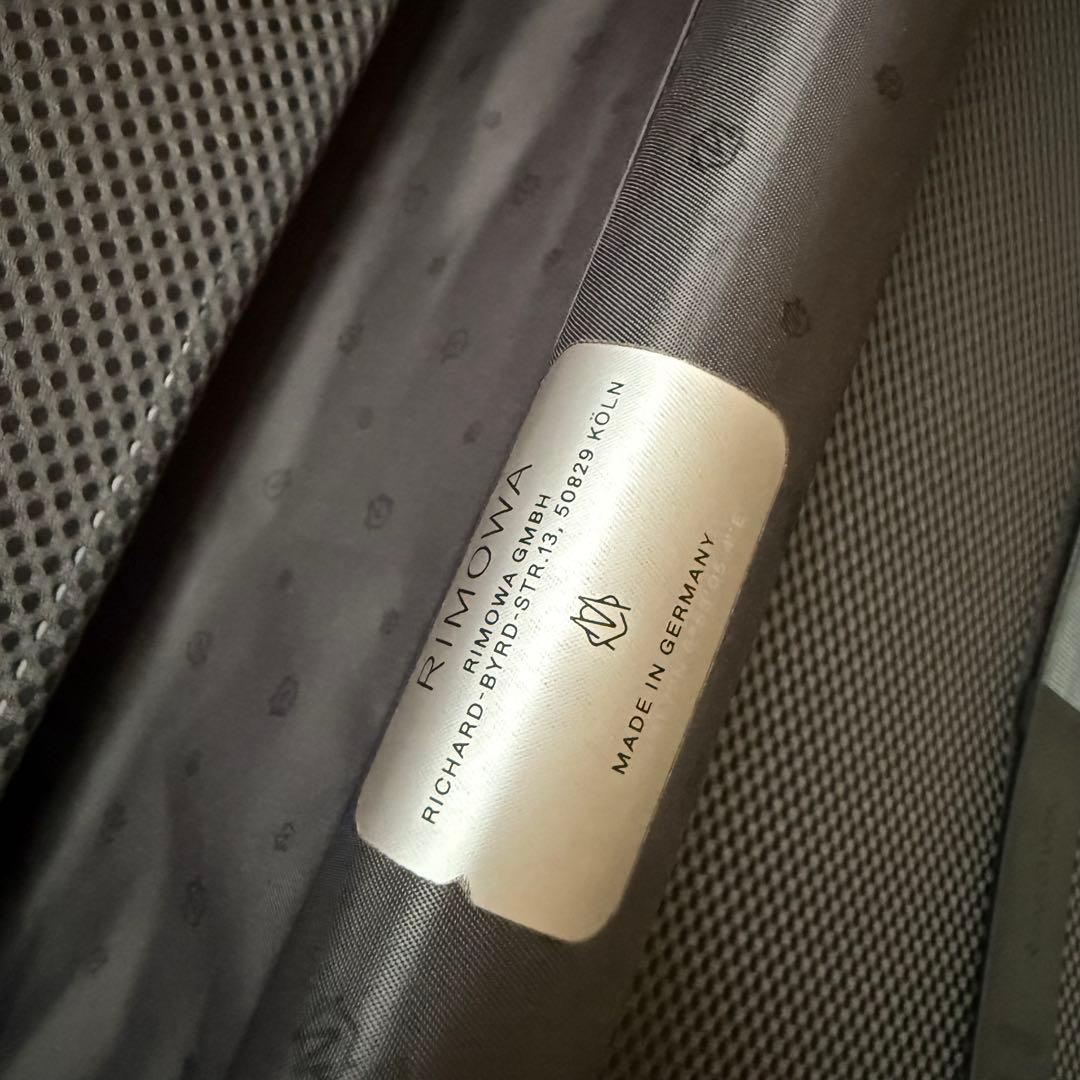 RIMOWA
RIMOWA GMBH
RICHARD-BYRD-STR.13, 50829 KÖLN
MADE IN GERMANY